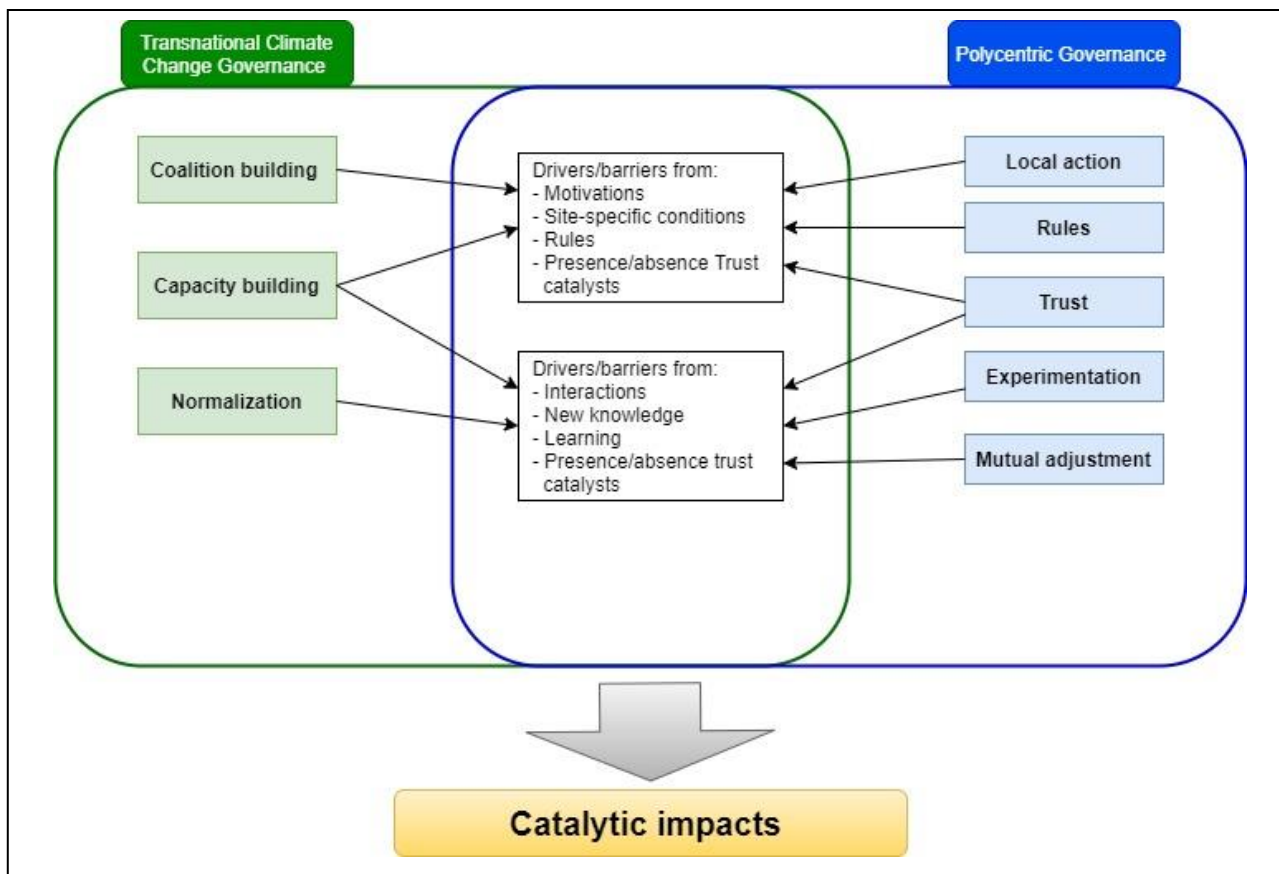 Transnational Climate
Change Governance
Polycentric Governance
Coalition building
Capacity building
Normalization
Drivers/barriers from:
- Motivations
- Site-specific conditions
- Rules
- Presence/absence Trust
catalysts
Drivers/barriers from:
- Interactions
- New knowledge
- Learning
- Presence/absence trust
catalysts
Local action
Rules
Trust
Experimentation
Mutual adjustment
Catalytic impacts